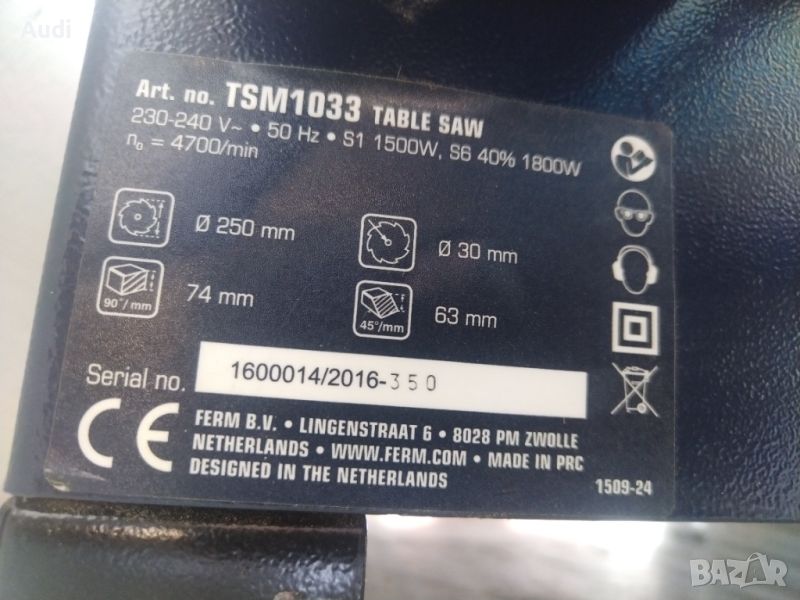 Audi
Art. no. TSM1033 TABLE SAW
230-240 V~ • 50 Hz • S1 1500W, S6 40% 1800W
n₀ = 4700/min
Ø 250 mm
Ø 30 mm
90°/mm
74 mm
45°/mm
63 mm
Serial no. 1600014/2016-350
CE
FERM B.V. • LINGENSTRAAT 6 • 8028 PM ZWOLLE
NETHERLANDS • WWW.FERM.COM • MADE IN PRC
DESIGNED IN THE NETHERLANDS
1509-24
BAZAR